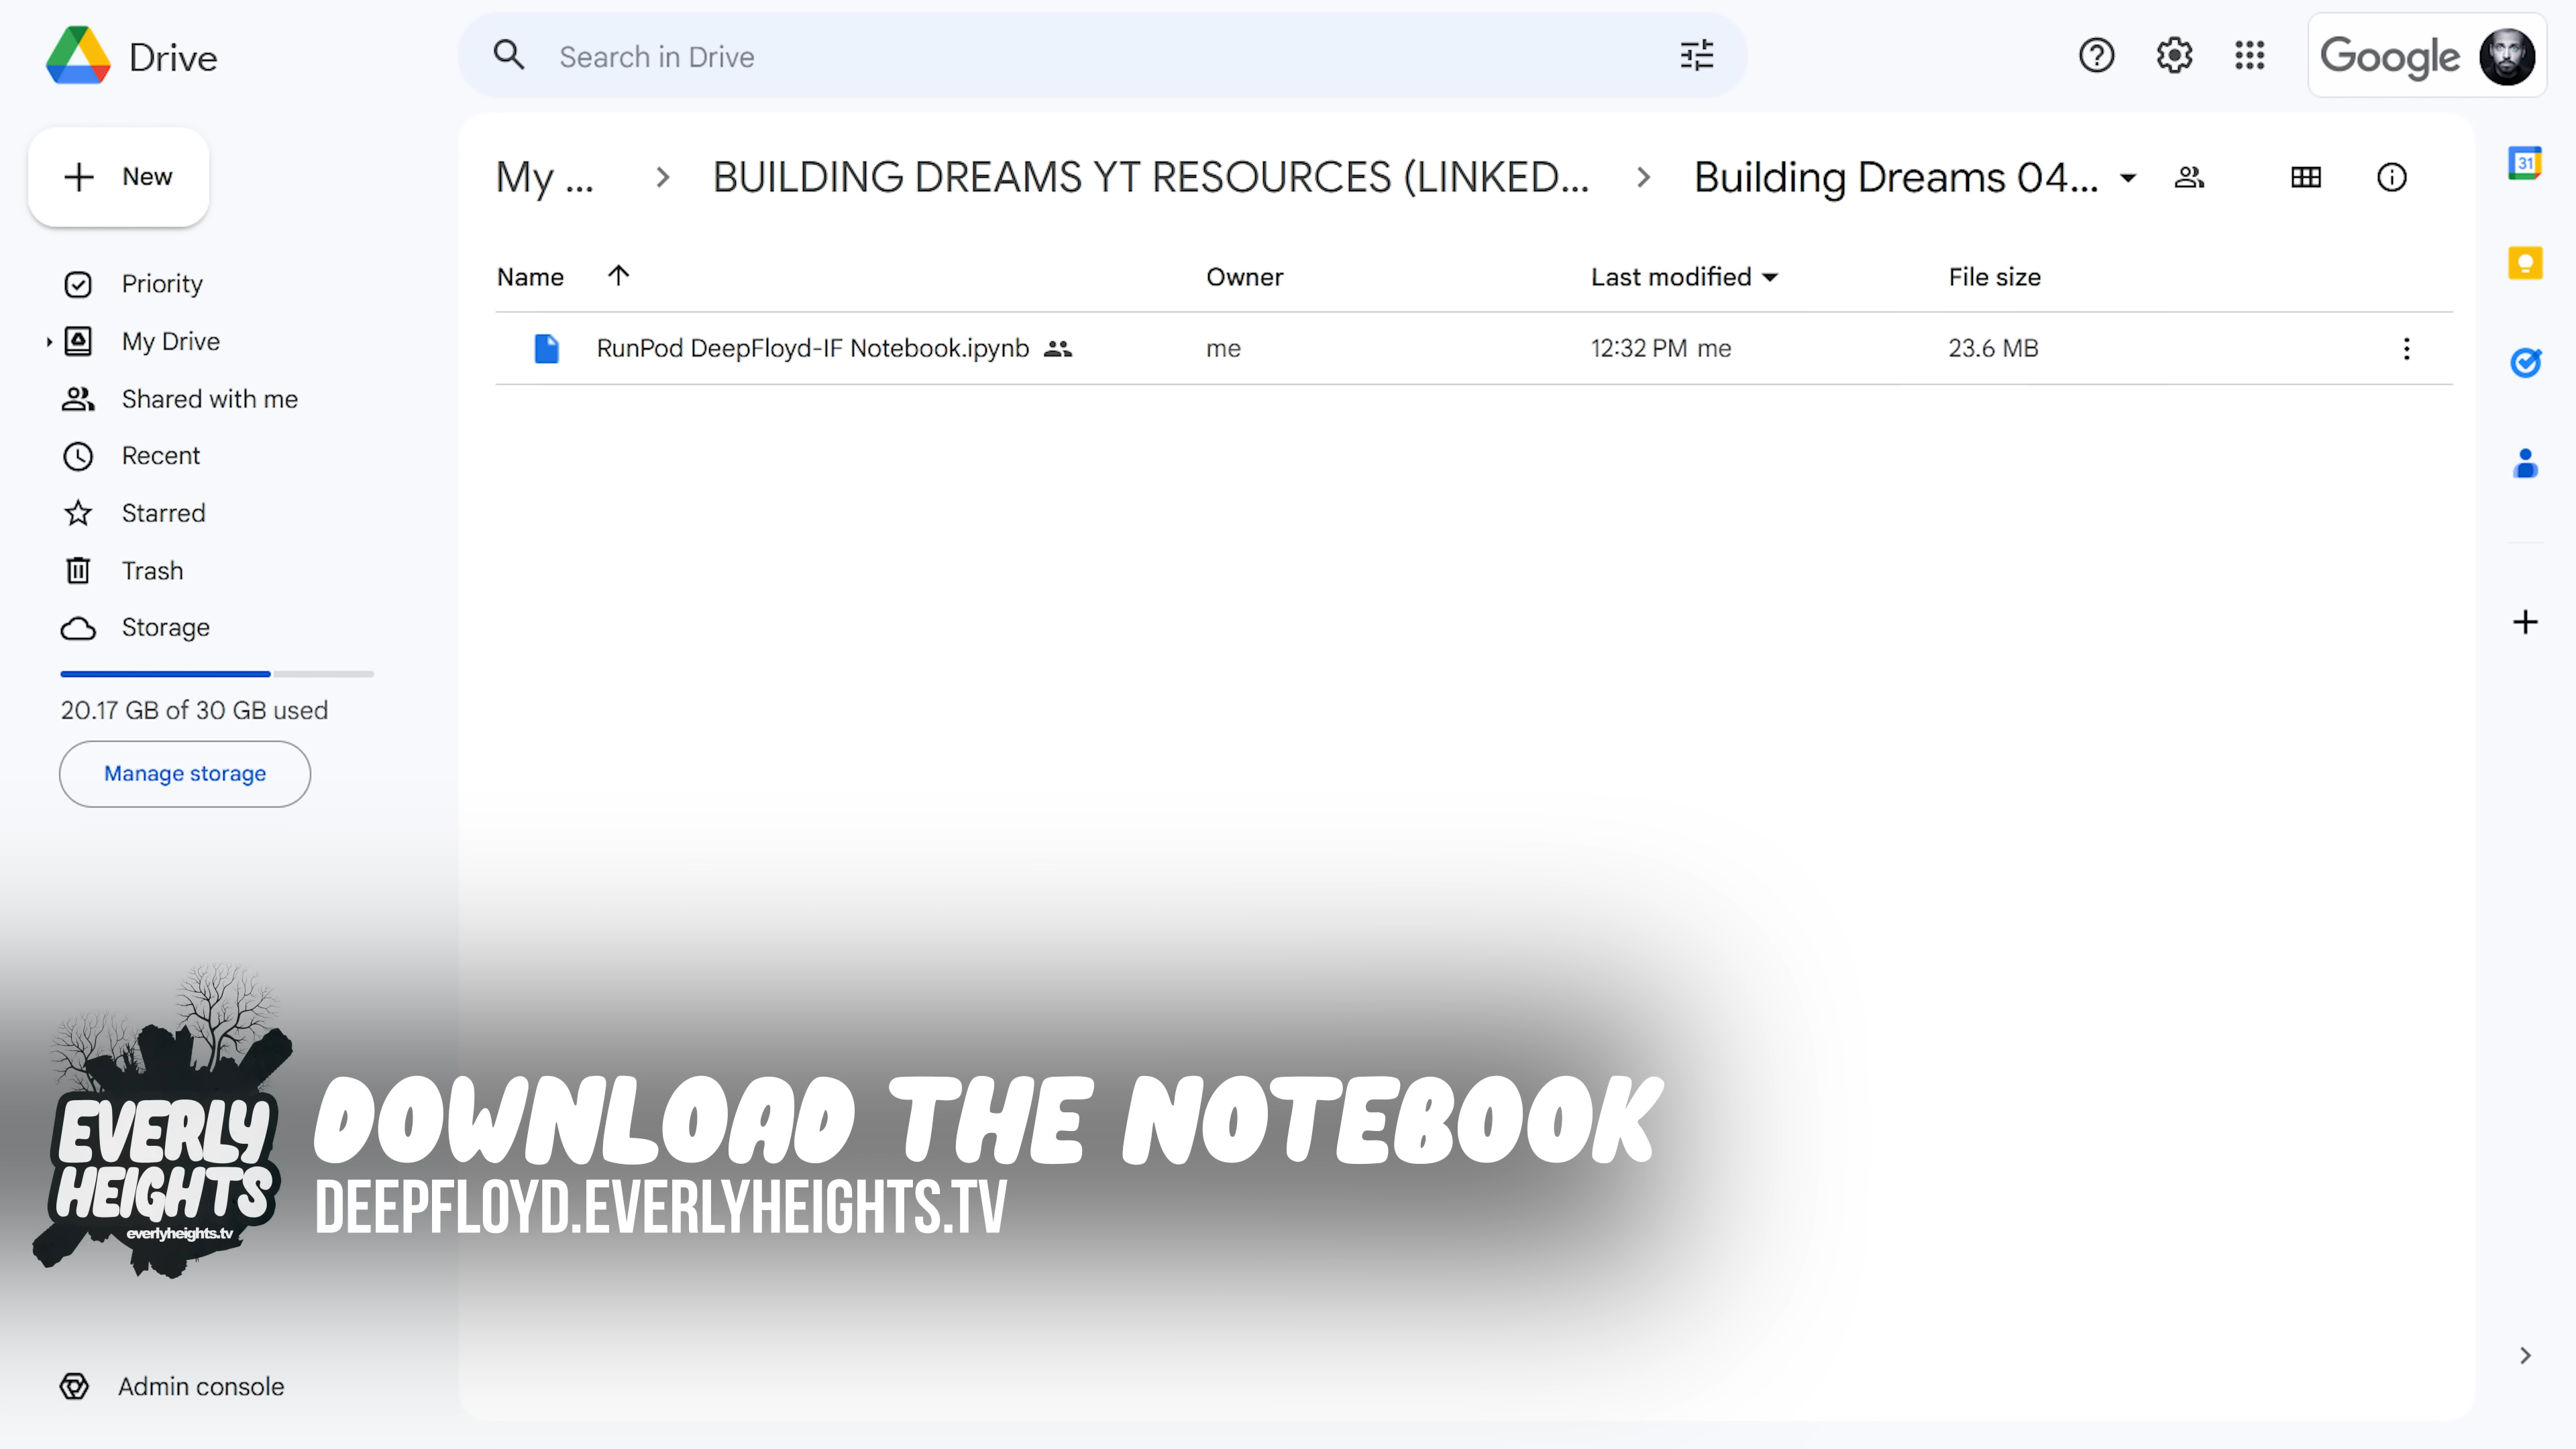 Drive
Search in Drive
Google
New
My ... > BUILDING DREAMS YT RESOURCES (LINKED... > Building Dreams 04...
31
Name
Owner
Last modified
File size
RunPod DeepFloyd-IF Notebook.ipynb
me
12:32 PM me
23.6 MB
Priority
My Drive
Shared with me
Recent
Starred
Trash
Storage
20.17 GB of 30 GB used
Manage storage
EVERLY
HEIGHTS
everlyheights.tv
DOWNLOAD THE NOTEBOOK
DEEPFLOYD.EVERLYHEIGHTS.TV
Admin console